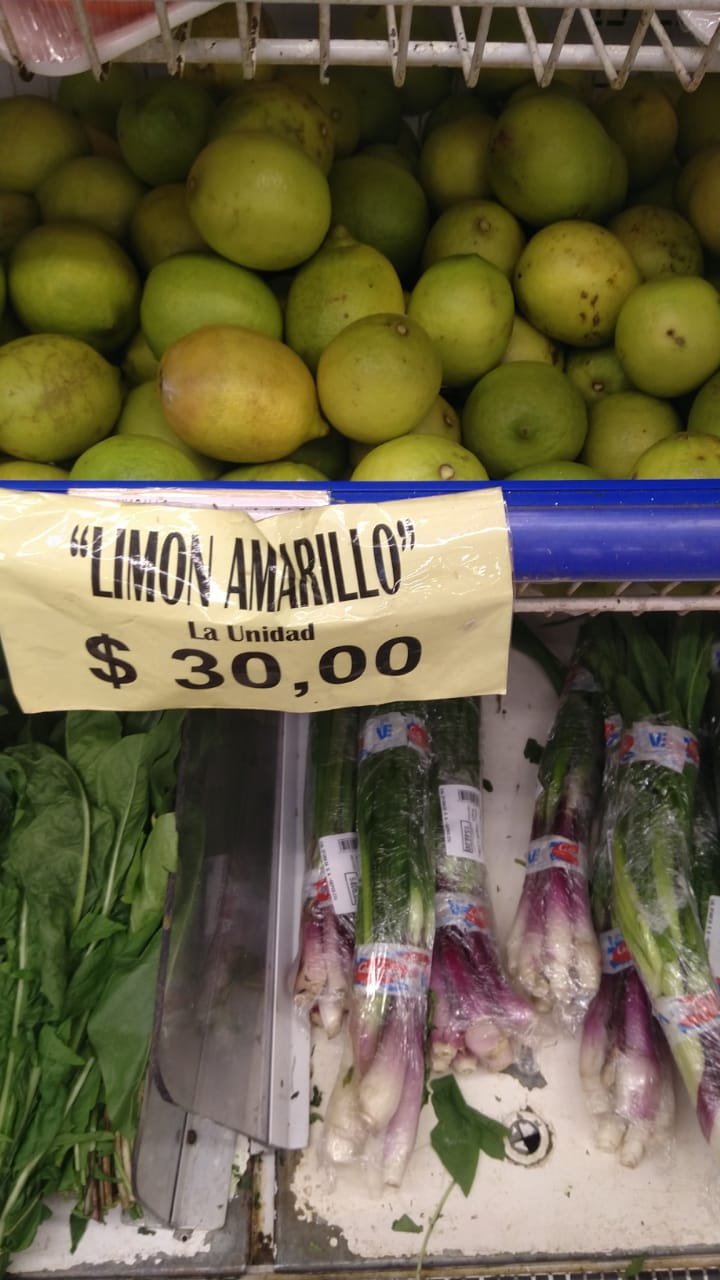 “LIMON AMARILLO”
La Unidad
$ 30,00